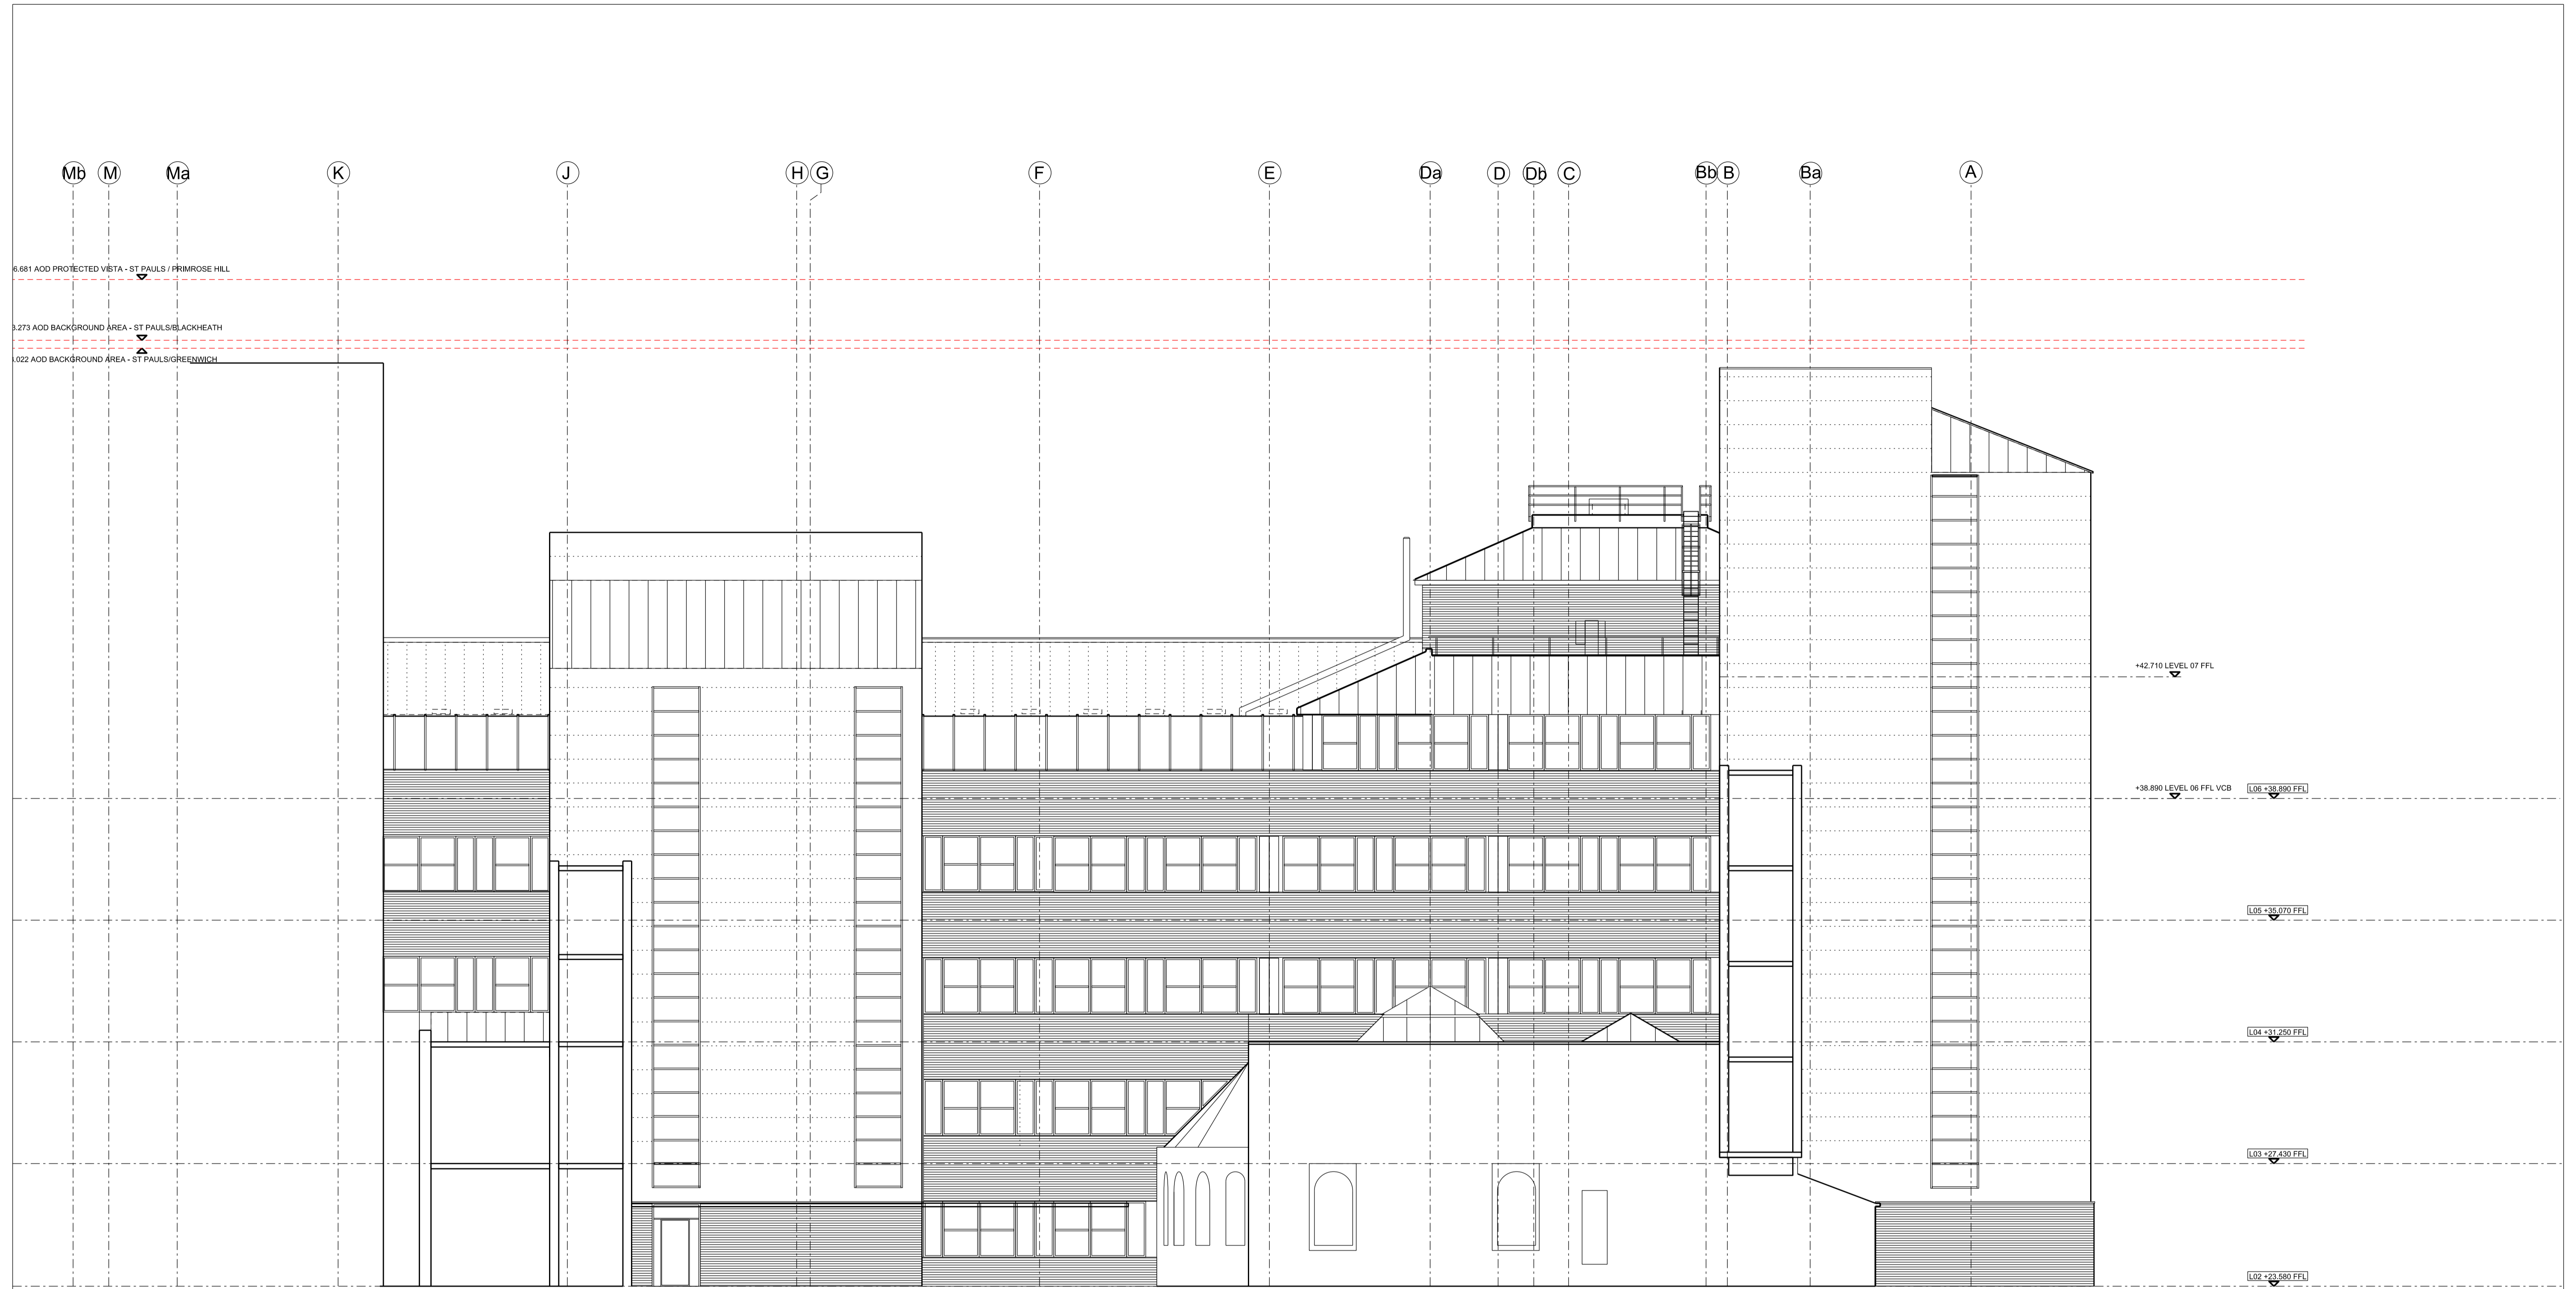 Mb M Ma K J H G F E Da D Db C Bb B Ba A
6.681 AOD PROTECTED VISTA - ST PAULS / PRIMROSE HILL
3.273 AOD BACKGROUND AREA - ST PAULS/BLACKHEATH
.022 AOD BACKGROUND AREA - ST PAULS/GREENWICH
+42.710 LEVEL 07 FFL
+38.890 LEVEL 06 FFL VCB L06 +38.890 FFL
L05 +35.070 FFL
L04 +31.250 FFL
L03 +27.430 FFL
L02 +23.580 FFL